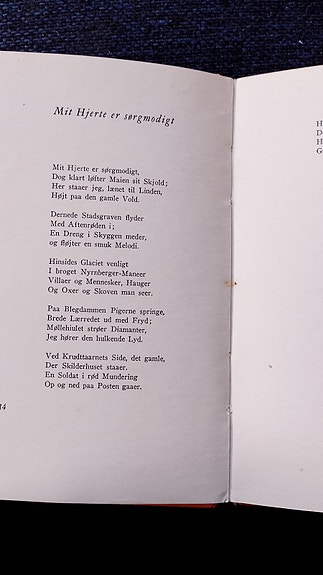 Mit Hjerte er sørgmodigt
Mit Hjerte er sørgmodigt,
Dog klart løfter Maien sit Skjold;
Her staaer jeg, lænet til Linden,
Højt paa den gamle Vold.
Dernede Stadsgraven flyder
Med Aftenrøden i;
En Dreng i Skyggen meder,
og fløjter en smuk Melodi.
Hinsides Glaciet venligt
I broget Nyrnberger-Maneer
Villaer og Mennesker, Hauger
Og Oxer og Skoven man seer.
Paa Blegdammen Pigerne springe,
Brede Lærredet ud med Fryd;
Møllehiulet strøer Diamanter,
Jeg hører den hulkende Lyd.
Ved Krudttaarnets Side, det gamle,
Der Skilderhuset staaer.
En Soldat i rød Mundering
Op og ned paa Posten gaaer.
14